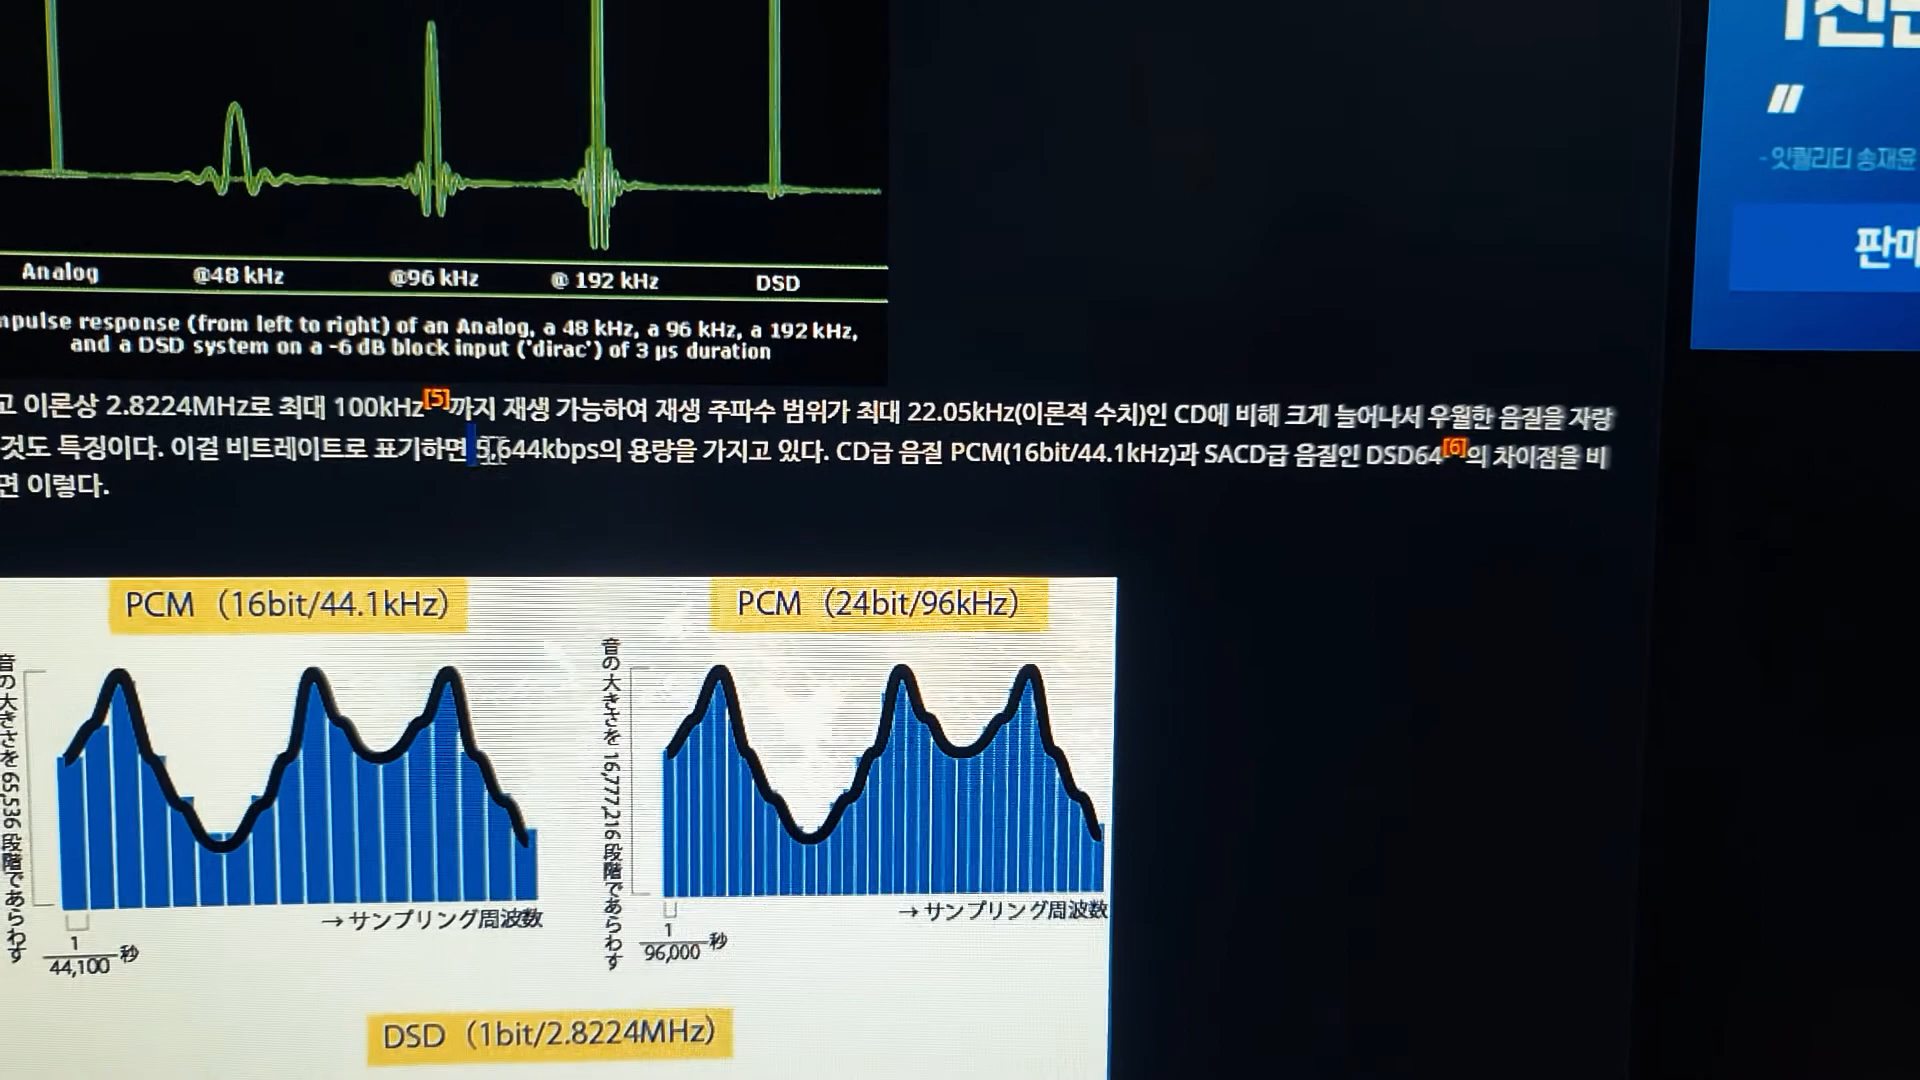 Analog @48 kHz @96 kHz @ 192 kHz DSD
mpulse response (from left to right) of an Analog, a 48 kHz, a 96 kHz, a 192 kHz,
and a DSD system on a -6 dB block input ('dirac') of 3 μs duration
고 이론상 2.8224MHz로 최대 100kHz[5]까지 재생 가능하여 재생 주파수 범위가 최대 22.05kHz(이론적 수치)인 CD에 비해 크게 늘어나서 우월한 음질을 자랑
것도 특징이다. 이걸 비트레이트로 표기하면 5,644kbps의 용량을 가지고 있다. CD급 음질 PCM(16bit/44.1kHz)과 SACD급 음질인 DSD64[6]의 차이점을 비
면 이렇다.
PCM（16bit/44.1kHz）
音の大きさを 65,536 段階であらわす
→サンプリング周波数
1
44,100 秒
PCM（24bit/96kHz）
音の大きさを 16,777,216 段階であらわす
→サンプリング周波数
1
96,000 秒
DSD（1bit/2.8224MHz）
"
- 잇퀄리티 송재윤
판매